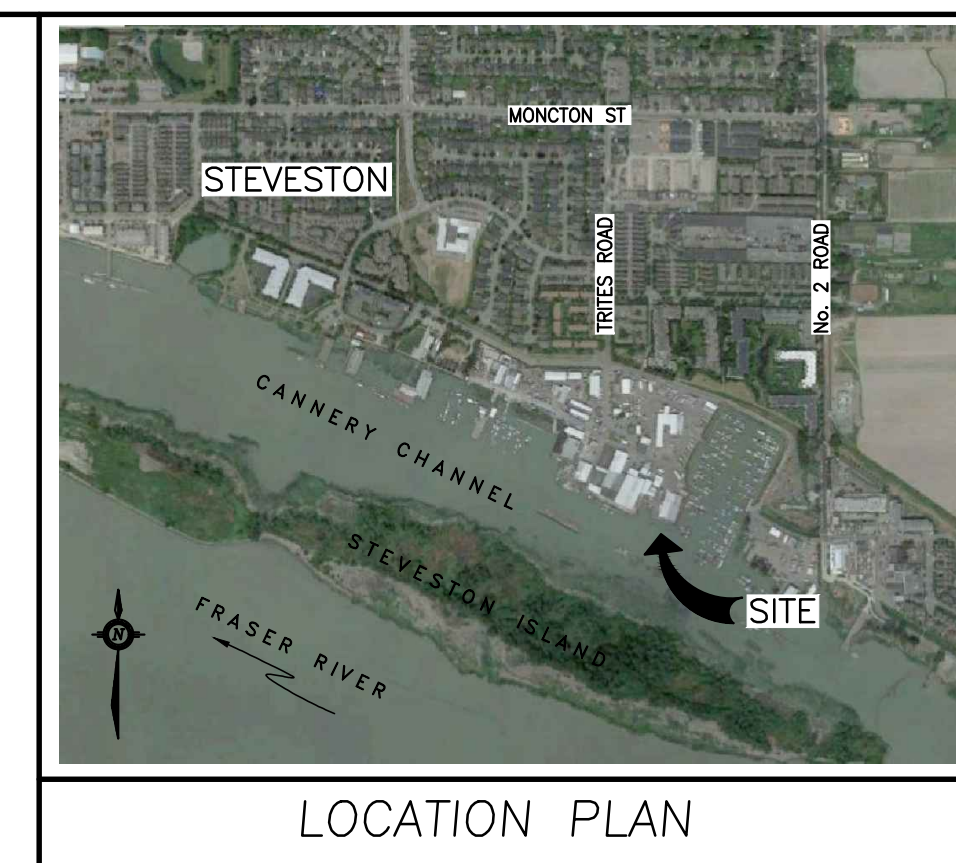 MONCTON ST
STEVESTON
TRITES ROAD
No. 2 ROAD
CANNERY CHANNEL
STEVESTON ISLAND
SITE
FRASER RIVER
N
LOCATION PLAN